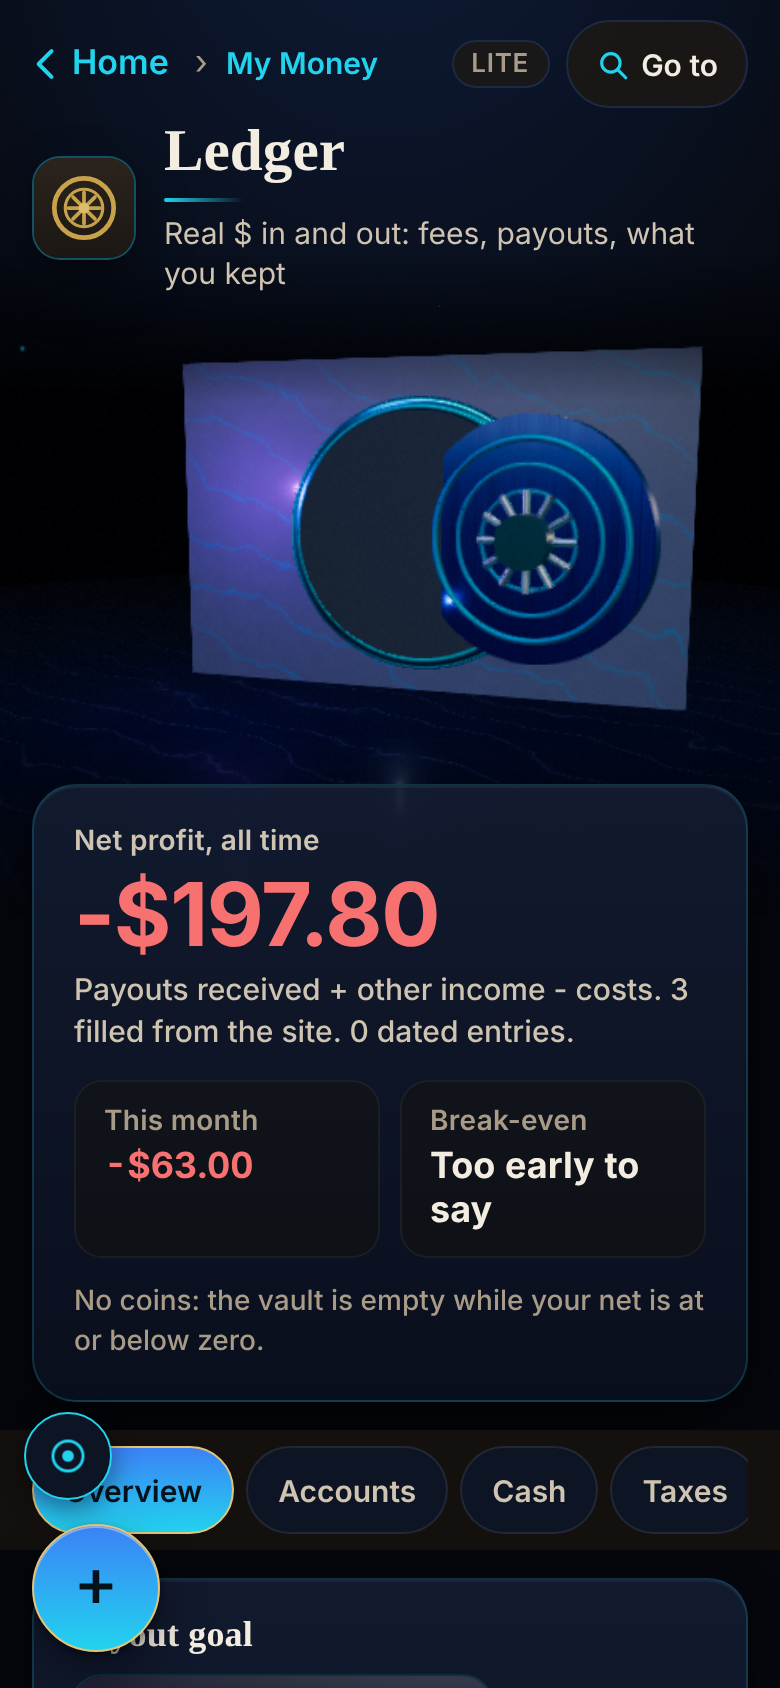 Home › My Money
LITE
Go to
Ledger
Real $ in and out: fees, payouts, what
you kept
Net profit, all time
-$197.80
Payouts received + other income - costs. 3
filled from the site. 0 dated entries.
This month
-$63.00
Break-even
Too early to
say
No coins: the vault is empty while your net is at
or below zero.
verview
Accounts
Cash
Taxes
+
out goal